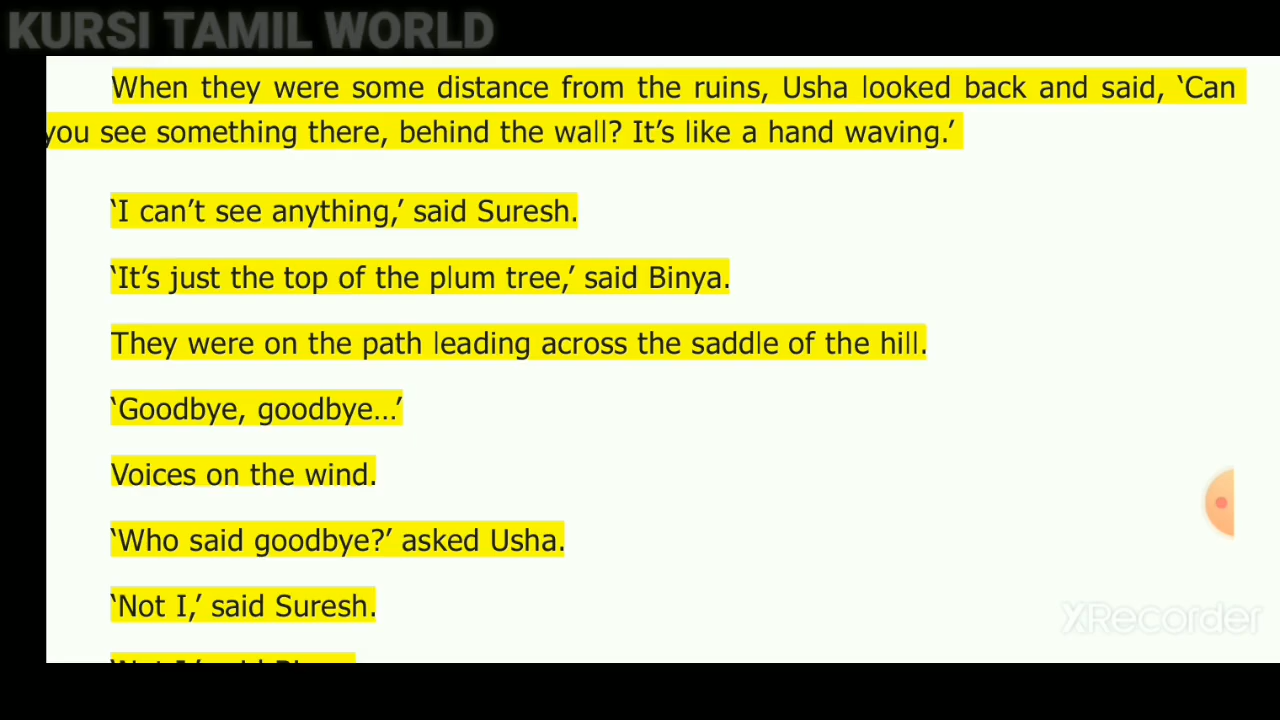 KURSI TAMIL WORLD
When they were some distance from the ruins, Usha looked back and said, ‘Can
you see something there, behind the wall? It’s like a hand waving.’
‘I can’t see anything,’ said Suresh.
‘It’s just the top of the plum tree,’ said Binya.
They were on the path leading across the saddle of the hill.
‘Goodbye, goodbye…’
Voices on the wind.
‘Who said goodbye?’ asked Usha.
‘Not I,’ said Suresh.
XRecorder